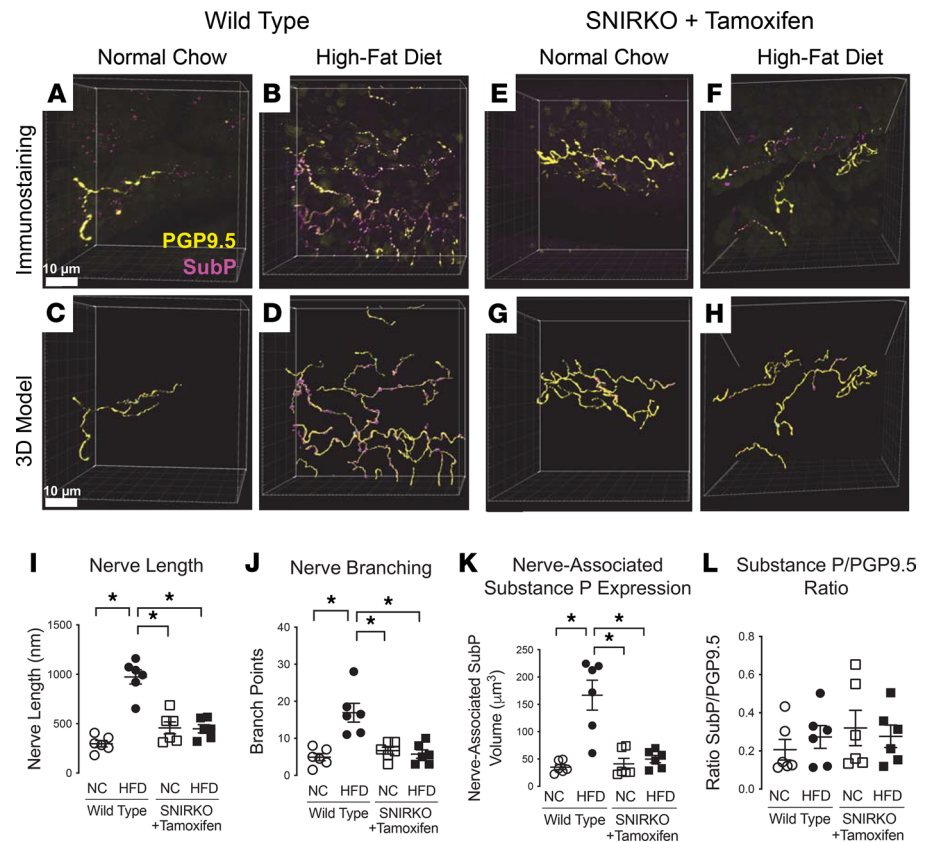 Wild Type
SNIRKO + Tamoxifen
Normal Chow
High-Fat Diet
Normal Chow
High-Fat Diet
Immunostaining
A
B
E
F
PGP9.5
SubP
10 µm
3D Model
C
D
G
H
10 µm
I
Nerve Length
Nerve Length (nm)
1500
1000
500
0
*
*
*
NC HFD NC HFD
Wild Type SNIRKO
+Tamoxifen
J
Nerve Branching
Branch Points
40
30
20
10
0
*
*
*
NC HFD NC HFD
Wild Type SNIRKO
+Tamoxifen
K
Nerve-Associated
Substance P Expression
Nerve-Associated SubP
Volume (µm³)
250
200
150
100
50
0
*
*
*
NC HFD NC HFD
Wild Type SNIRKO
+Tamoxifen
L
Substance P/PGP9.5
Ratio
Ratio SubP/PGP9.5
0.8
0.6
0.4
0.2
0.0
NC HFD NC HFD
Wild Type SNIRKO
+Tamoxifen